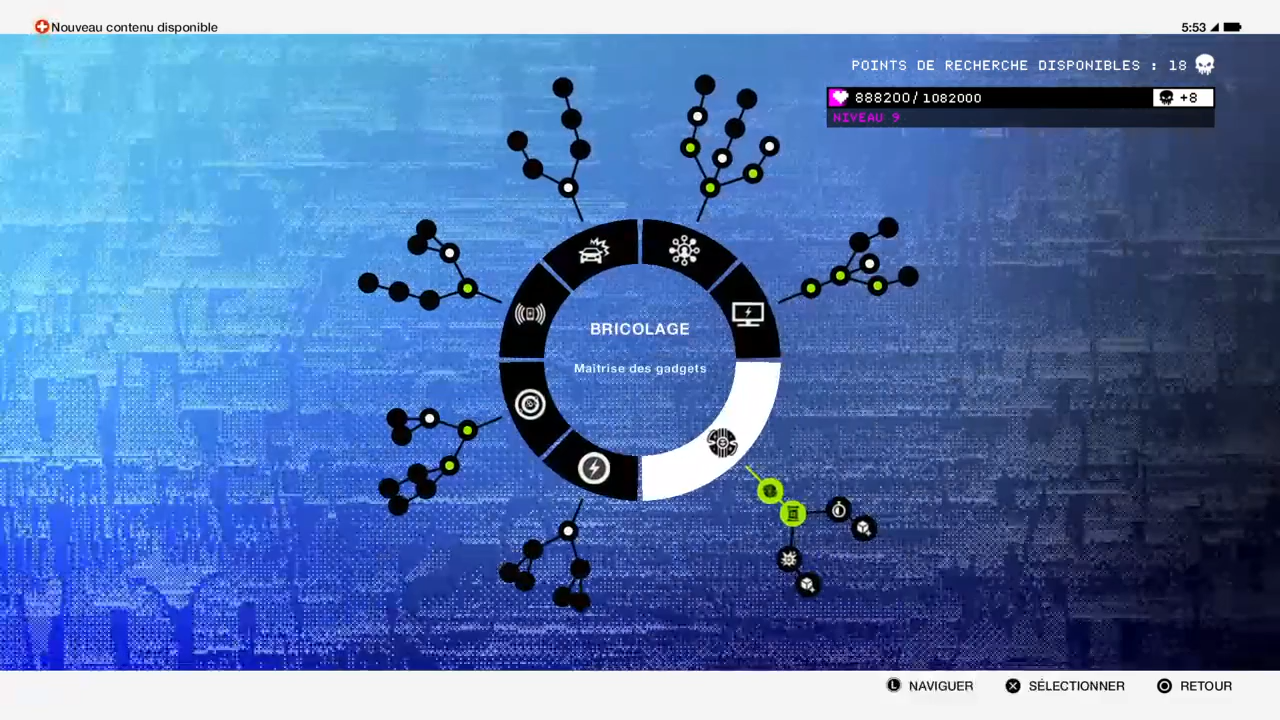 Nouveau contenu disponible
5:53
POINTS DE RECHERCHE DISPONIBLES : 18
888200/1082000
+8
NIVEAU 9
BRICOLAGE
Maîtrise des gadgets
L NAVIGUER
SÉLECTIONNER
RETOUR